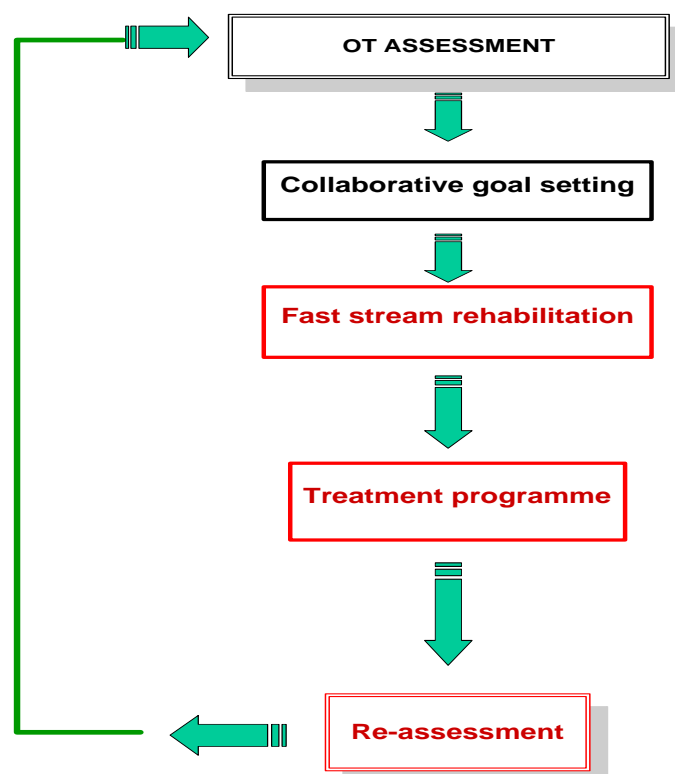 OT ASSESSMENT
Collaborative goal setting
Fast stream rehabilitation
Treatment programme
Re-assessment